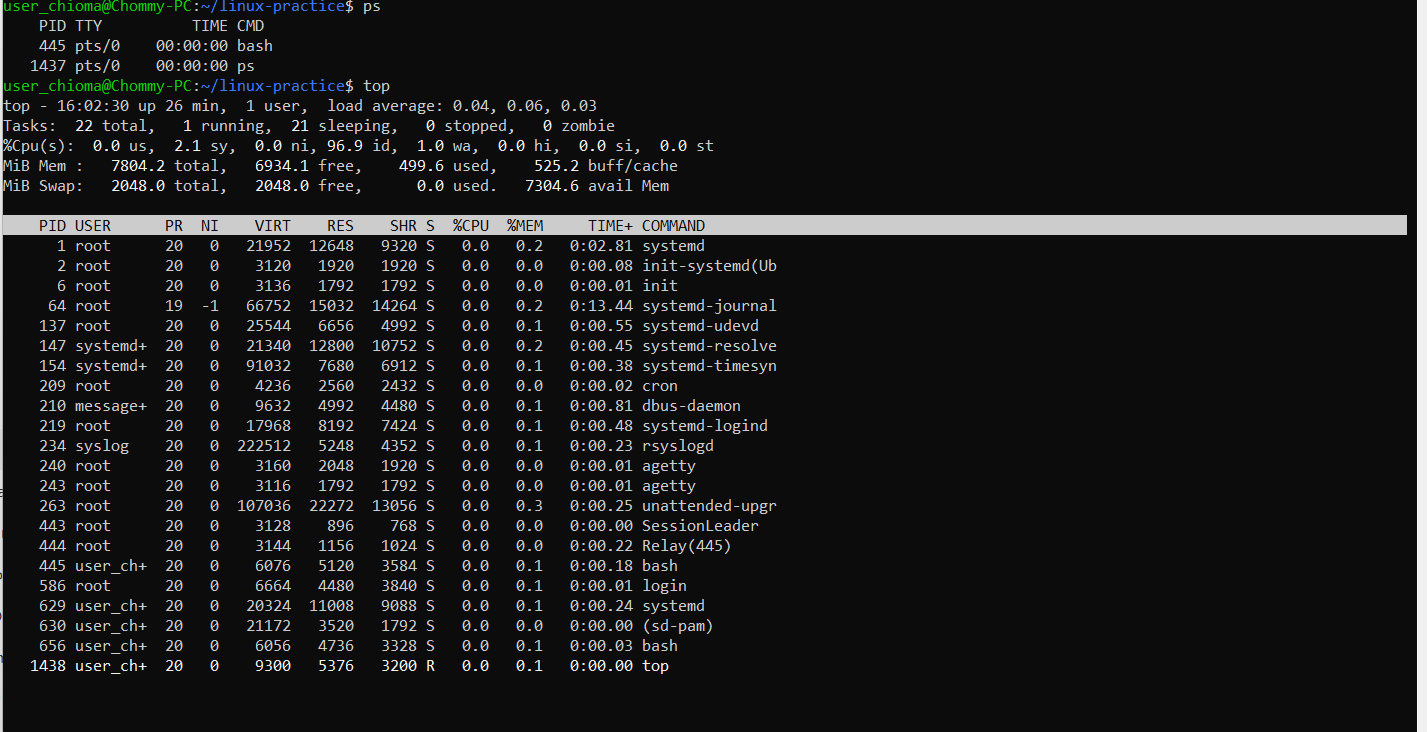 user_chioma@Chommy-PC:~/linux-practice$ ps
    PID TTY          TIME CMD
    445 pts/0    00:00:00 bash
   1437 pts/0    00:00:00 ps
user_chioma@Chommy-PC:~/linux-practice$ top
top - 16:02:30 up 26 min,  1 user,  load average: 0.04, 0.06, 0.03
Tasks:  22 total,   1 running,  21 sleeping,   0 stopped,   0 zombie
%Cpu(s):  0.0 us,  2.1 sy,  0.0 ni, 96.9 id,  1.0 wa,  0.0 hi,  0.0 si,  0.0 st
MiB Mem :   7804.2 total,   6934.1 free,    499.6 used,    525.2 buff/cache
MiB Swap:   2048.0 total,   2048.0 free,      0.0 used.   7304.6 avail Mem
    PID USER      PR  NI    VIRT    RES    SHR S  %CPU  %MEM     TIME+ COMMAND
      1 root      20   0   21952  12648   9320 S   0.0   0.2   0:02.81 systemd
      2 root      20   0    3120   1920   1920 S   0.0   0.0   0:00.08 init-systemd(Ub
      6 root      20   0    3136   1792   1792 S   0.0   0.0   0:00.01 init
     64 root      19  -1   66752  15032  14264 S   0.0   0.2   0:13.44 systemd-journal
    137 root      20   0   25544   6656   4992 S   0.0   0.1   0:00.55 systemd-udevd
    147 systemd+  20   0   21340  12800  10752 S   0.0   0.2   0:00.45 systemd-resolve
    154 systemd+  20   0   91032   7680   6912 S   0.0   0.1   0:00.38 systemd-timesyn
    209 root      20   0    4236   2560   2432 S   0.0   0.0   0:00.02 cron
    210 message+  20   0    9632   4992   4480 S   0.0   0.1   0:00.81 dbus-daemon
    219 root      20   0   17968   8192   7424 S   0.0   0.1   0:00.48 systemd-logind
    234 syslog    20   0  222512   5248   4352 S   0.0   0.1   0:00.23 rsyslogd
    240 root      20   0    3160   2048   1920 S   0.0   0.0   0:00.01 agetty
    243 root      20   0    3116   1792   1792 S   0.0   0.0   0:00.01 agetty
    263 root      20   0  107036  22272  13056 S   0.0   0.3   0:00.25 unattended-upgr
    443 root      20   0    3128    896    768 S   0.0   0.0   0:00.00 SessionLeader
    444 root      20   0    3144   1156   1024 S   0.0   0.0   0:00.22 Relay(445)
    445 user_ch+  20   0    6076   5120   3584 S   0.0   0.1   0:00.18 bash
    586 root      20   0    6664   4480   3840 S   0.0   0.1   0:00.01 login
    629 user_ch+  20   0   20324  11008   9088 S   0.0   0.1   0:00.24 systemd
    630 user_ch+  20   0   21172   3520   1792 S   0.0   0.0   0:00.00 (sd-pam)
    656 user_ch+  20   0    6056   4736   3328 S   0.0   0.1   0:00.03 bash
   1438 user_ch+  20   0    9300   5376   3200 R   0.0   0.1   0:00.00 top